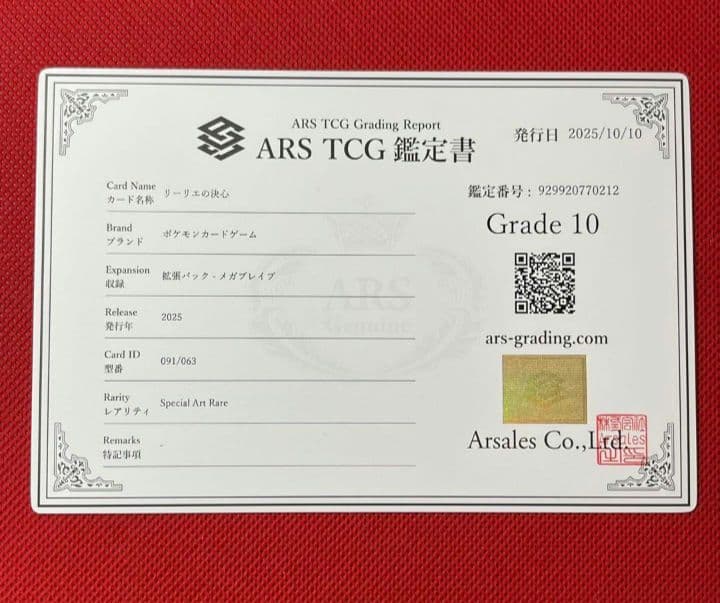 ARS TCG Grading Report
ARS TCG 鑑定書
発行日 2025/10/10
Card Name
カード名称 リーリエの決心
Brand
ブランド ポケモンカードゲーム
Expansion
収録 拡張パック - メガブレイブ
Release
発行年 2025
Card ID
型番 091/063
Rarity
レアリティ Special Art Rare
Remarks
特記事項 -
鑑定番号 : 929920770212
Grade 10
ars-grading.com
Arsales Co.,Ltd.
ARS
Genuine
Arsales